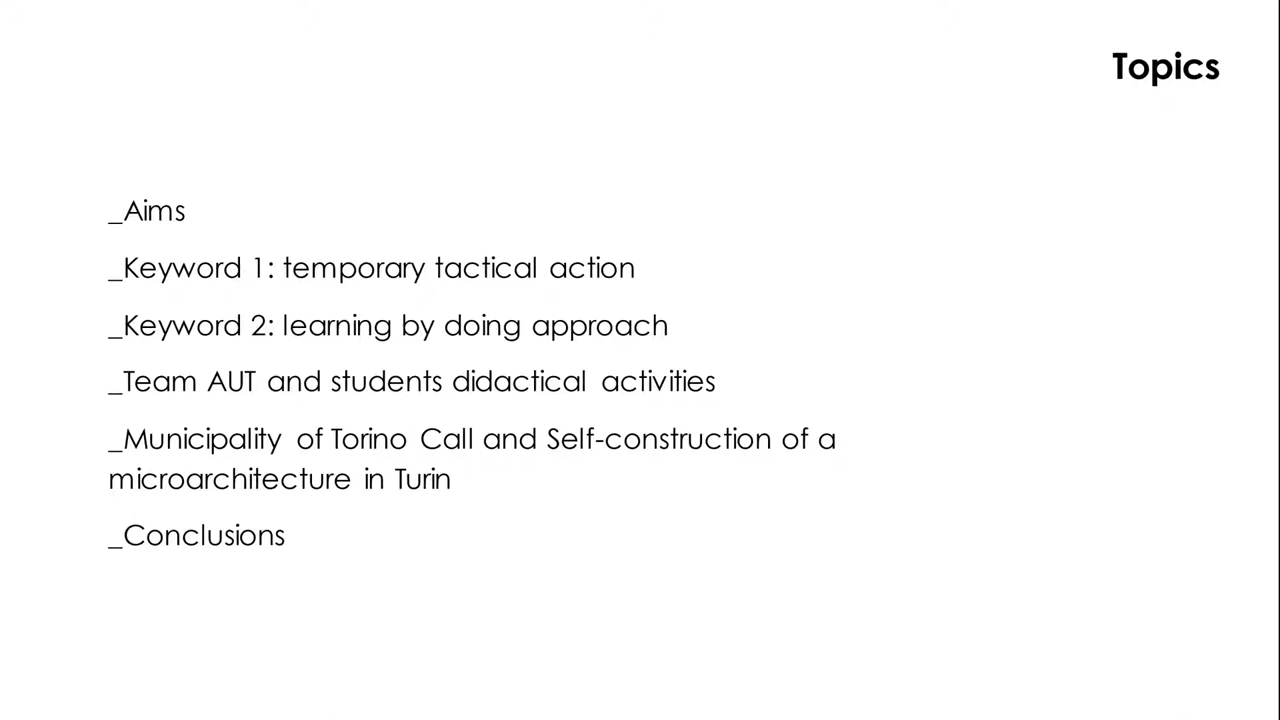 Topics
_Aims
_Keyword 1: temporary tactical action
_Keyword 2: learning by doing approach
_Team AUT and students didactical activities
_Municipality of Torino Call and Self-construction of a
microarchitecture in Turin
_Conclusions